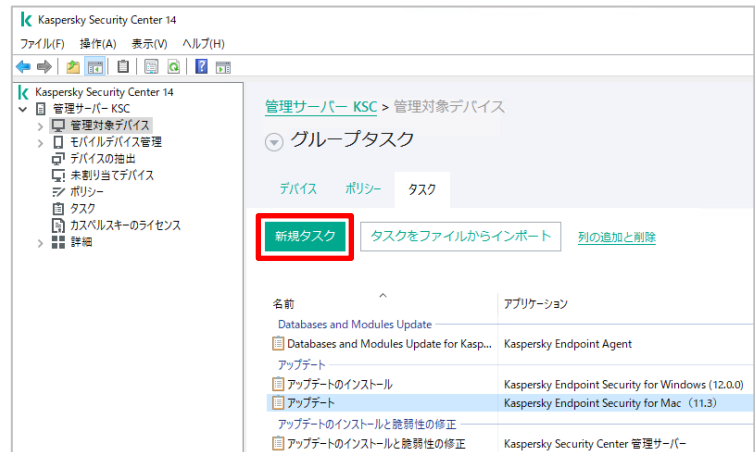 Kaspersky Security Center 14
ファイル(F) 操作(A) 表示(V) ヘルプ(H)
Kaspersky Security Center 14
管理サーバー KSC
管理対象デバイス
モバイルデバイス管理
デバイスの抽出
未割り当てデバイス
ポリシー
タスク
カスペルスキーのライセンス
詳細
管理サーバー KSC > 管理対象デバイス
グループタスク
デバイス ポリシー タスク
新規タスク タスクをファイルからインポート 列の追加と削除
名前 アプリケーション
Databases and Modules Update
Databases and Modules Update for Kasp... Kaspersky Endpoint Agent
アップデート
アップデートのインストール Kaspersky Endpoint Security for Windows (12.0.0)
アップデート Kaspersky Endpoint Security for Mac（11.3）
アップデートのインストールと脆弱性の修正
アップデートのインストールと脆弱性の修正 Kaspersky Security Center 管理サーバー